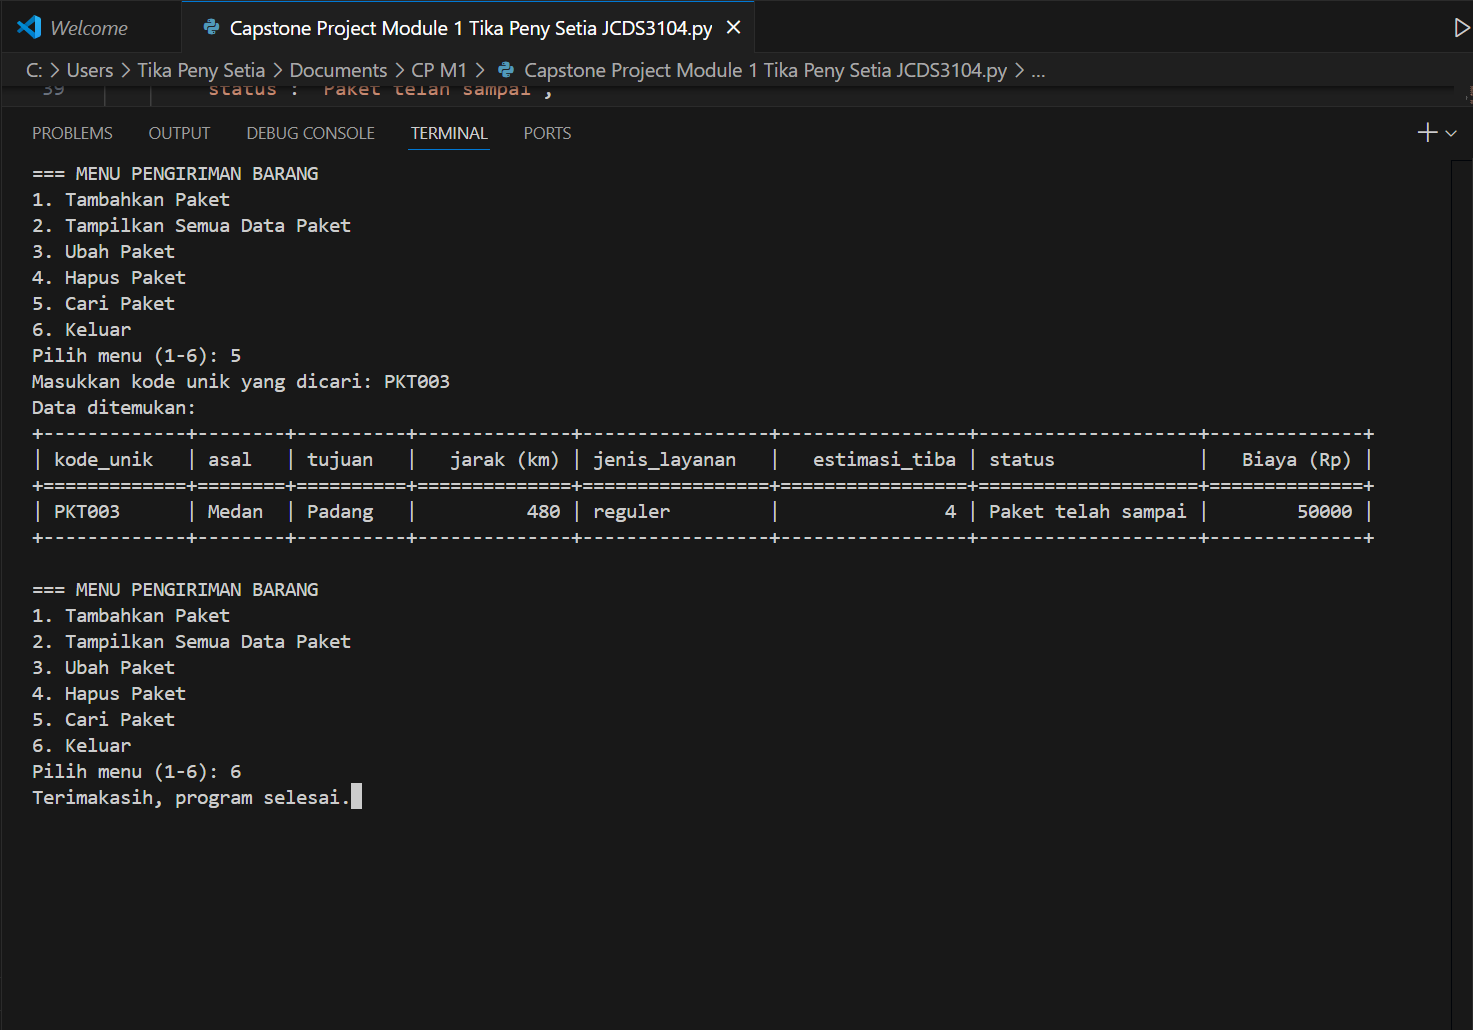 Welcome
Capstone Project Module 1 Tika Peny Setia JCDS3104.py
C: > Users > Tika Peny Setia > Documents > CP M1 > Capstone Project Module 1 Tika Peny Setia JCDS3104.py > ...
39 status : Paket telah sampai ,
PROBLEMS OUTPUT DEBUG CONSOLE TERMINAL PORTS
=== MENU PENGIRIMAN BARANG
1. Tambahkan Paket
2. Tampilkan Semua Data Paket
3. Ubah Paket
4. Hapus Paket
5. Cari Paket
6. Keluar
Pilih menu (1-6): 5
Masukkan kode unik yang dicari: PKT003
Data ditemukan:
+-------------+--------+----------+--------------+-----------------+-----------------+--------------------+--------------+
| kode_unik   | asal   | tujuan   |   jarak (km) | jenis_layanan   |   estimasi_tiba | status             |   Biaya (Rp) |
+=============+========+==========+==============+=================+=================+====================+==============+
| PKT003      | Medan  | Padang   |          480 | reguler         |               4 | Paket telah sampai |        50000 |
+-------------+--------+----------+--------------+-----------------+-----------------+--------------------+--------------+
=== MENU PENGIRIMAN BARANG
1. Tambahkan Paket
2. Tampilkan Semua Data Paket
3. Ubah Paket
4. Hapus Paket
5. Cari Paket
6. Keluar
Pilih menu (1-6): 6
Terimakasih, program selesai.